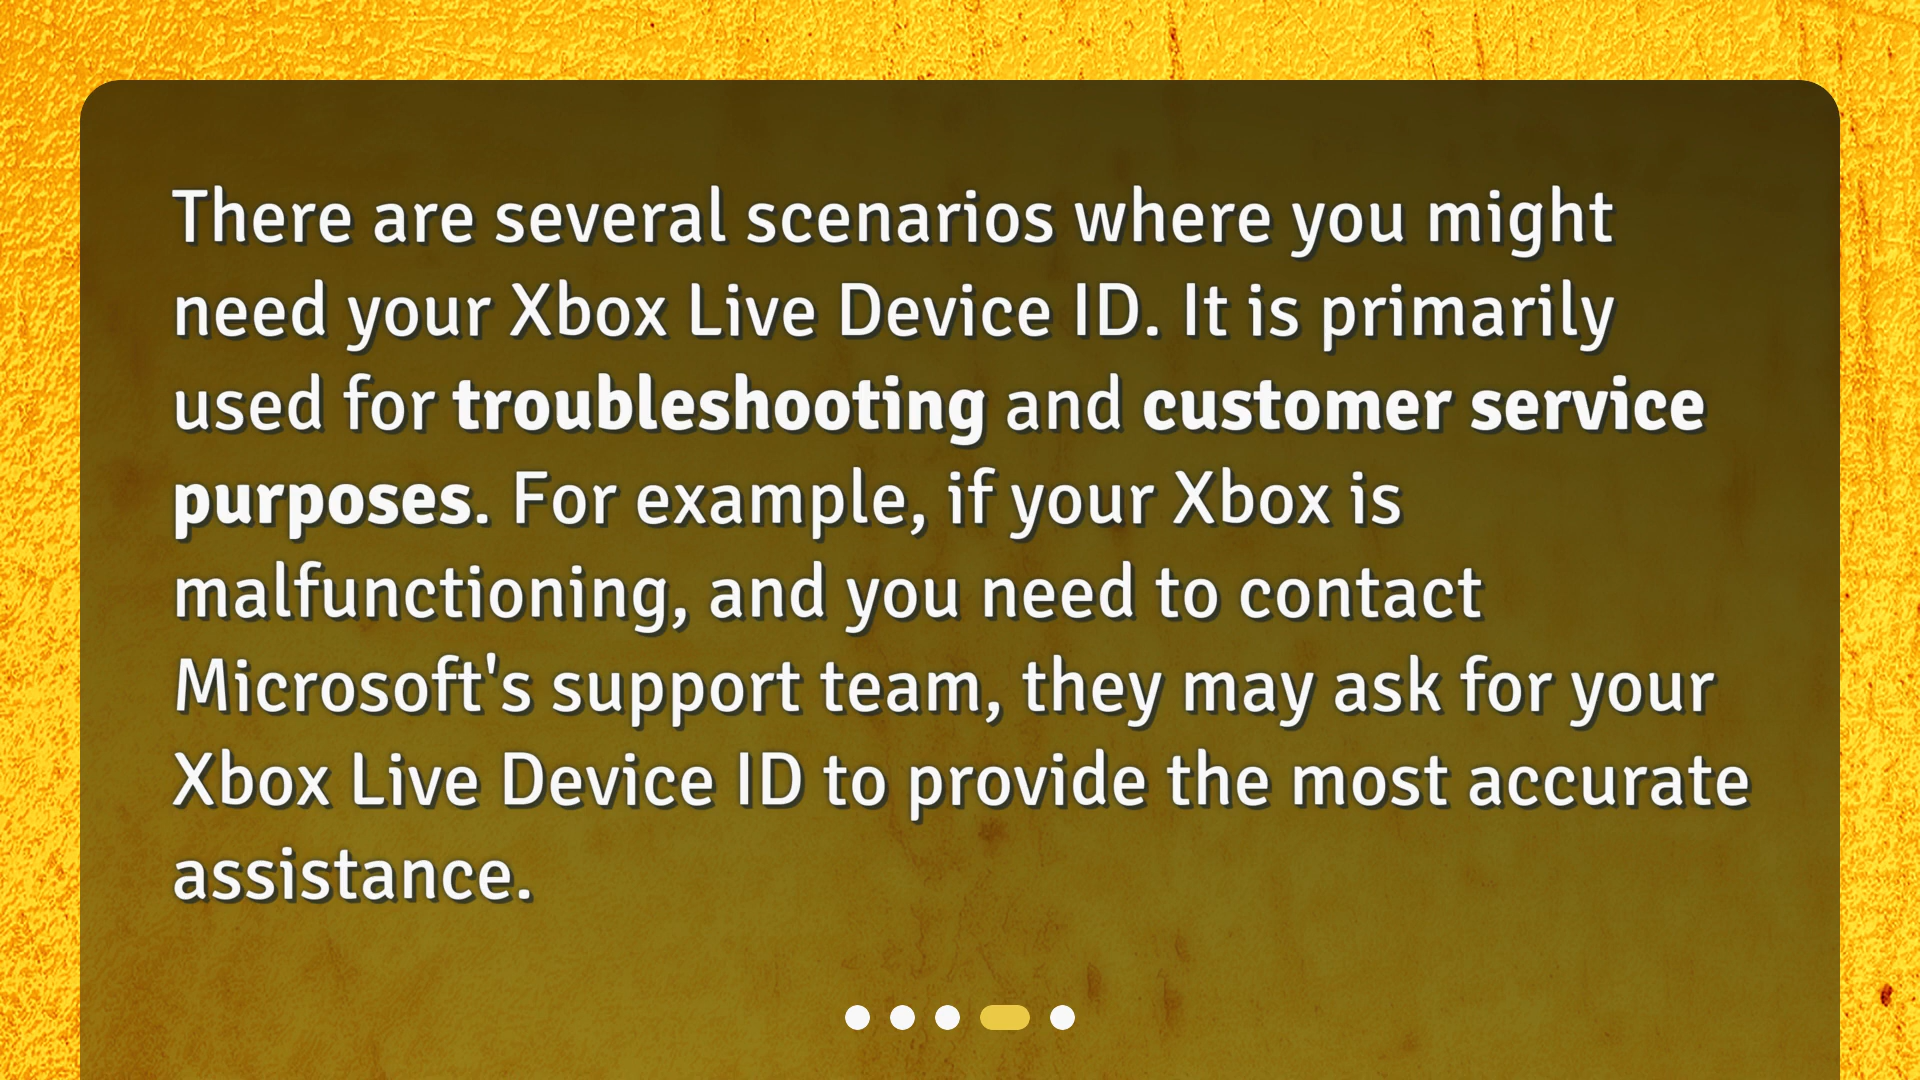 There are several scenarios where you might
need your Xbox Live Device ID. It is primarily
used for troubleshooting and customer service
purposes. For example, if your Xbox is
malfunctioning, and you need to contact
Microsoft's support team, they may ask for your
Xbox Live Device ID to provide the most accurate
assistance.